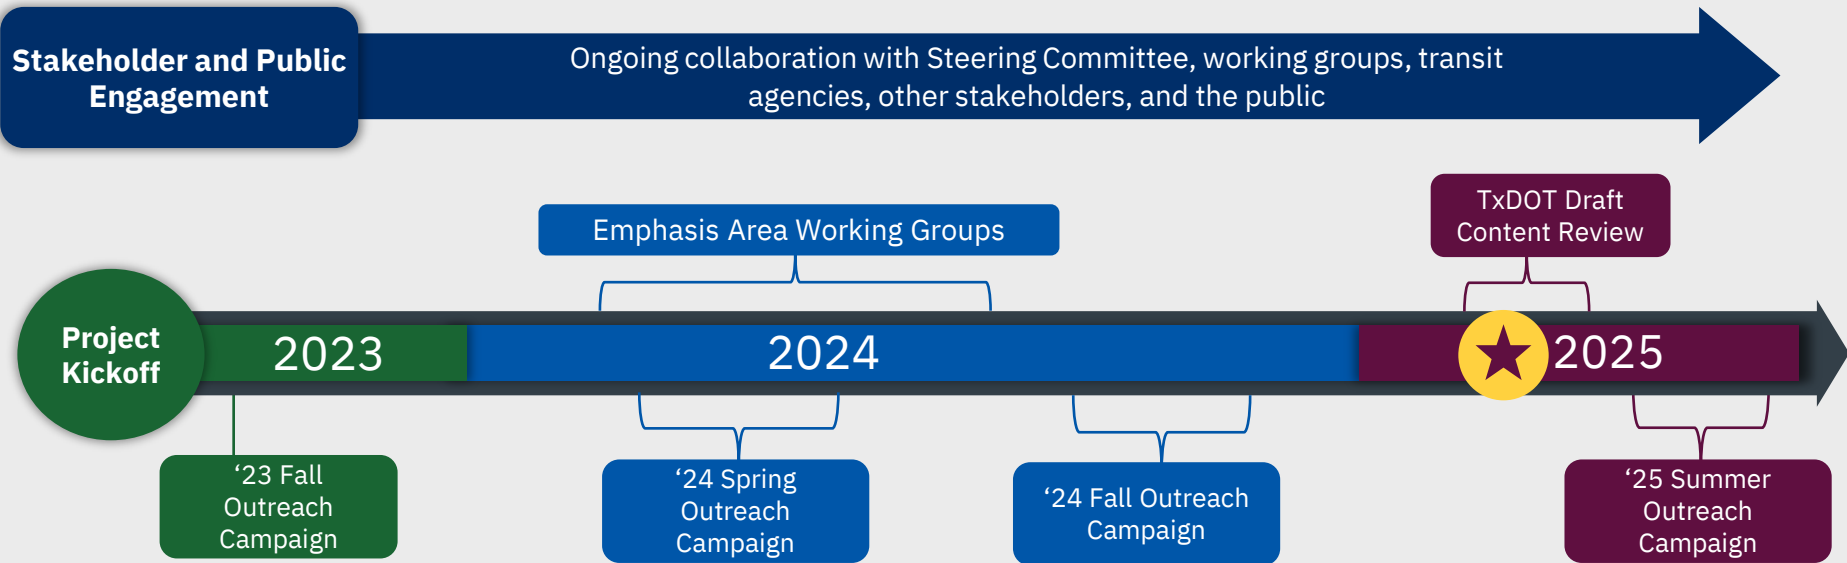 Stakeholder and Public
Engagement
Ongoing collaboration with Steering Committee, working groups, transit
agencies, other stakeholders, and the public
Emphasis Area Working Groups
TxDOT Draft
Content Review
Project
Kickoff
2023
2024
2025
‘23 Fall
Outreach
Campaign
‘24 Spring
Outreach
Campaign
‘24 Fall Outreach
Campaign
‘25 Summer
Outreach
Campaign